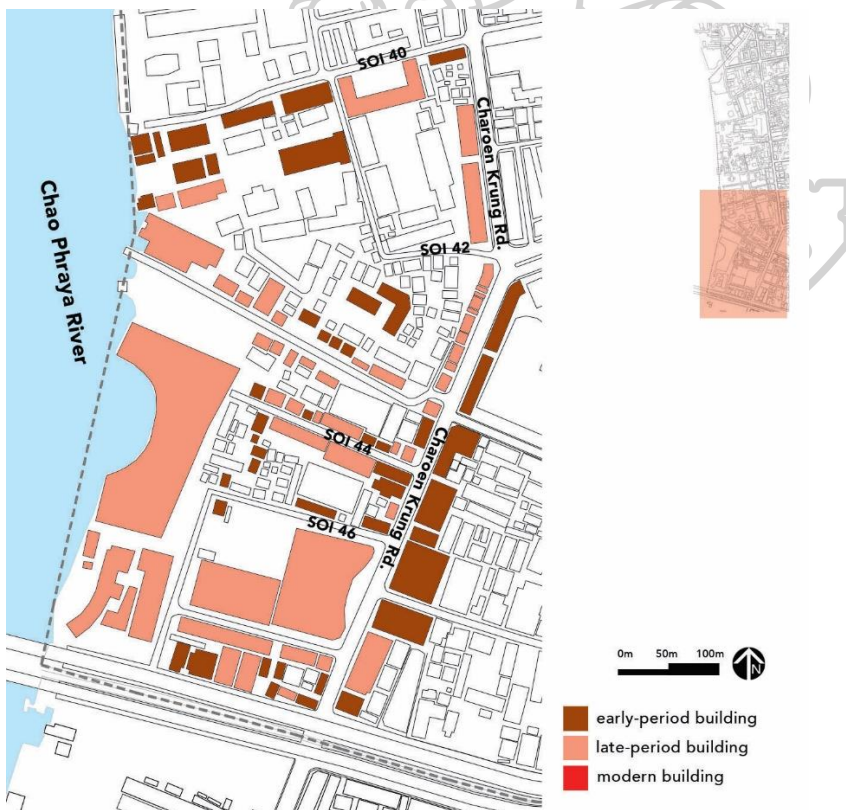 SOI 40
Charoen Krung Rd.
SOI 42
Chao Phraya River
SOI 44
Charoen Krung Rd.
SOI 46
0m 50m 100m
N
early-period building
late-period building
modern building